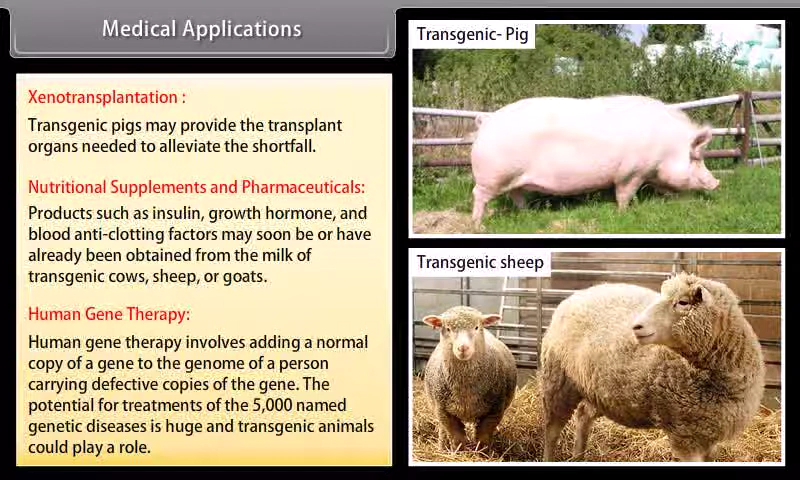 Medical Applications
Xenotransplantation :
Transgenic pigs may provide the transplant
organs needed to alleviate the shortfall.
Nutritional Supplements and Pharmaceuticals:
Products such as insulin, growth hormone, and
blood anti-clotting factors may soon be or have
already been obtained from the milk of
transgenic cows, sheep, or goats.
Human Gene Therapy:
Human gene therapy involves adding a normal
copy of a gene to the genome of a person
carrying defective copies of the gene. The
potential for treatments of the 5,000 named
genetic diseases is huge and transgenic animals
could play a role.
Transgenic- Pig
Transgenic sheep